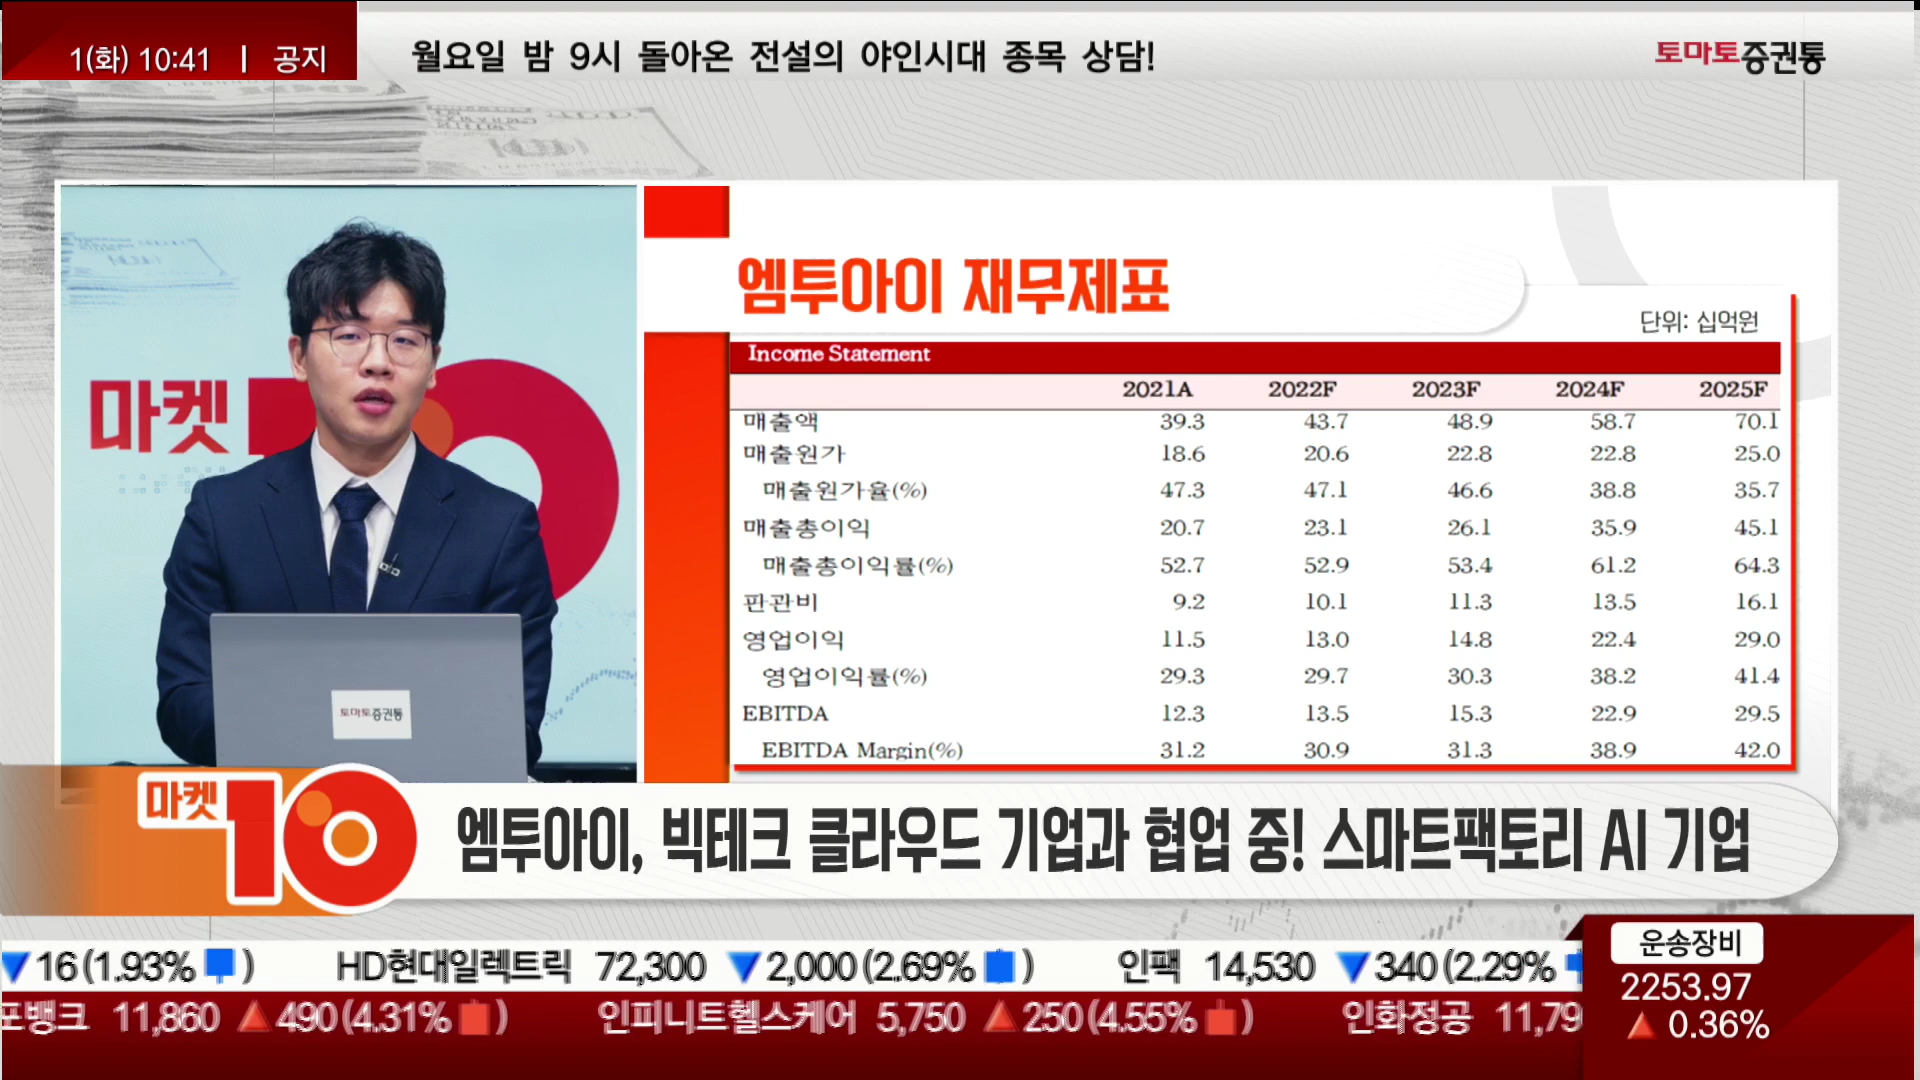 1(화) 10:41 | 공지
월요일 밤 9시 돌아온 전설의 야인시대 종목 상담!
토마토증권통
마켓
엠투아이 재무제표
단위: 십억원
Income Statement
2021A 2022F 2023F 2024F 2025F
매출액 39.3 43.7 48.9 58.7 70.1
매출원가 18.6 20.6 22.8 22.8 25.0
매출원가율(%) 47.3 47.1 46.6 38.8 35.7
매출총이익 20.7 23.1 26.1 35.9 45.1
매출총이익률(%) 52.7 52.9 53.4 61.2 64.3
판관비 9.2 10.1 11.3 13.5 16.1
영업이익 11.5 13.0 14.8 22.4 29.0
영업이익률(%) 29.3 29.7 30.3 38.2 41.4
EBITDA 12.3 13.5 15.3 22.9 29.5
EBITDA Margin(%) 31.2 30.9 31.3 38.9 42.0
토마토증권통
마켓10
엠투아이, 빅테크 클라우드 기업과 협업 중! 스마트팩토리 AI 기업
▼16(1.93%) HD현대일렉트릭 72,300 ▼2,000(2.69%) 인팩 14,530 ▼340(2.29%
포뱅크 11,860 ▲490(4.31%) 인피니트헬스케어 5,750 ▲250(4.55%) 인화정공 11,79
운송장비
2253.97
▲ 0.36%